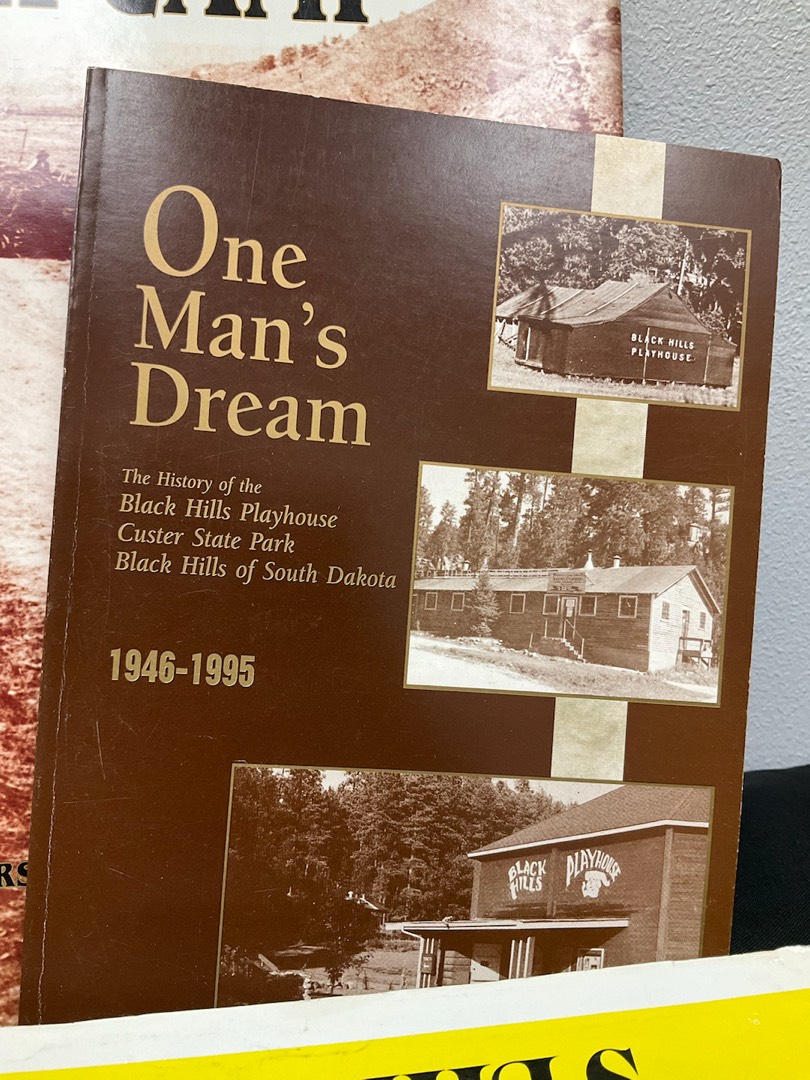 One
Man's
Dream
The History of the
Black Hills Playhouse
Custer State Park
Black Hills of South Dakota
1946-1995
BLACK HILLS
PLAYHOUSE
BLACK
HILLS
PLAYHOUSE